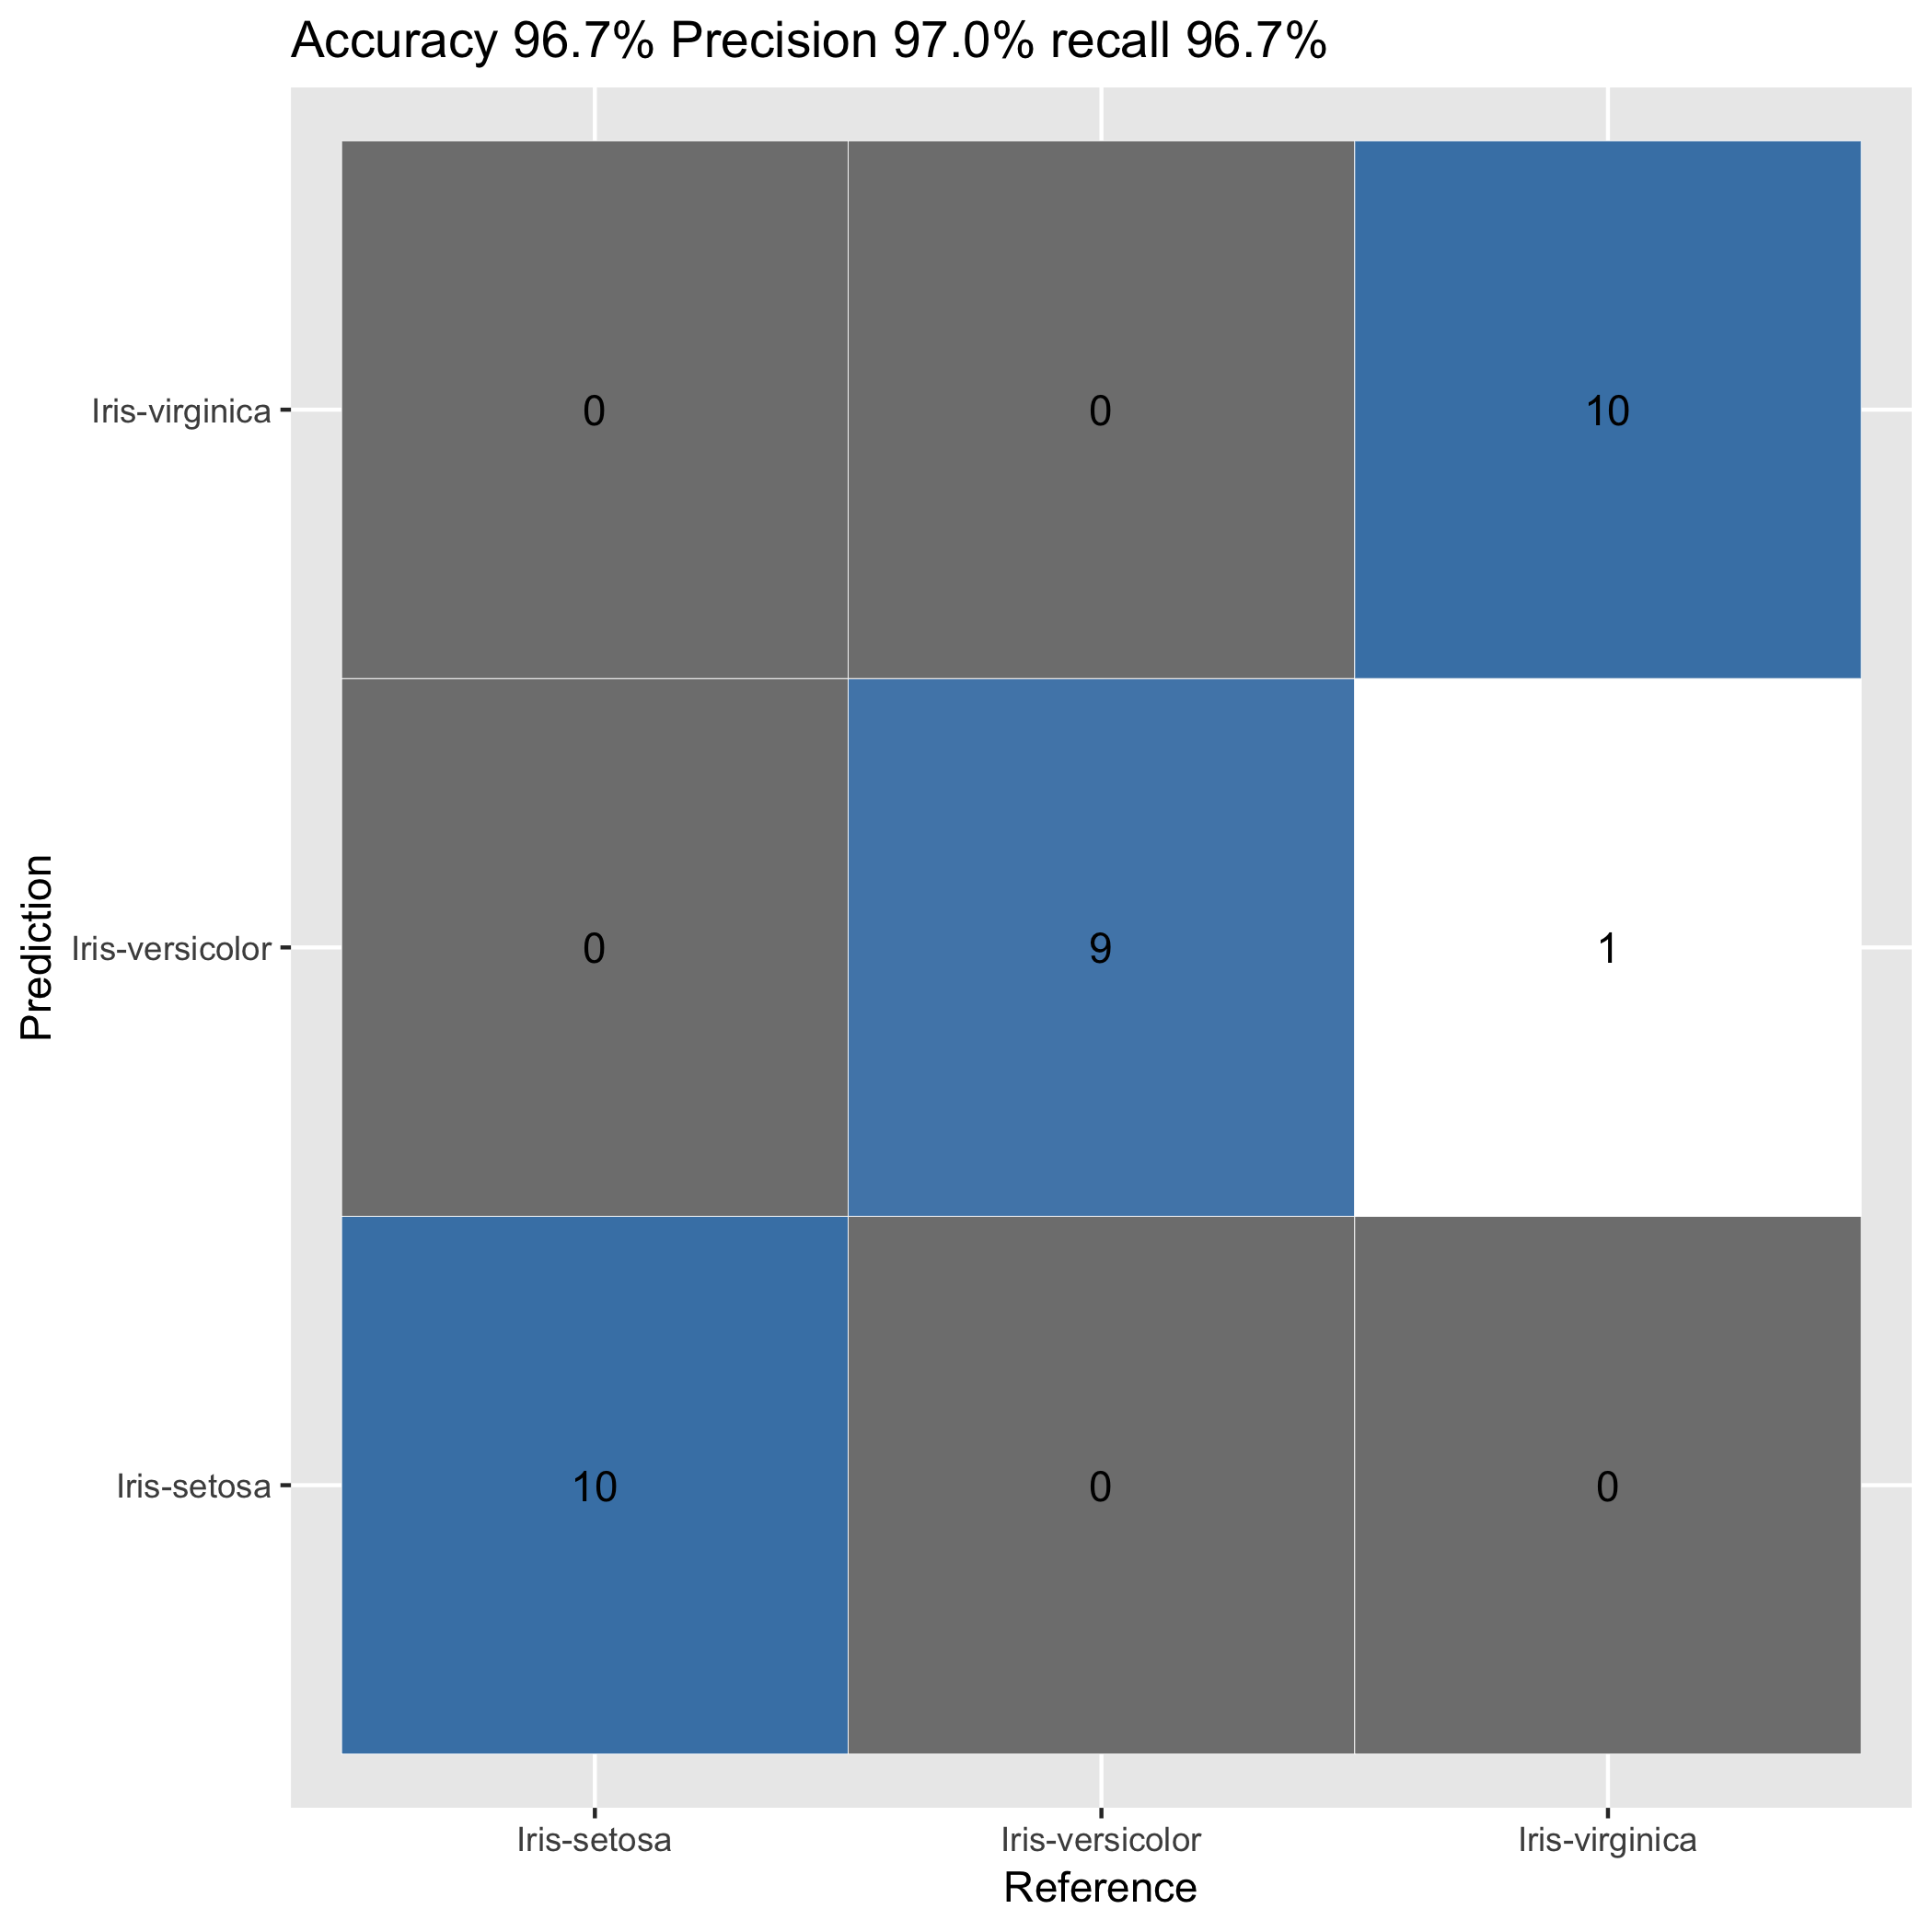 Accuracy 96.7% Precision 97.0% recall 96.7%
Iris-virginica 0 0 10
Iris-versicolor 0 9 1
Iris-setosa 10 0 0
Prediction
Iris-setosa Iris-versicolor Iris-virginica
Reference